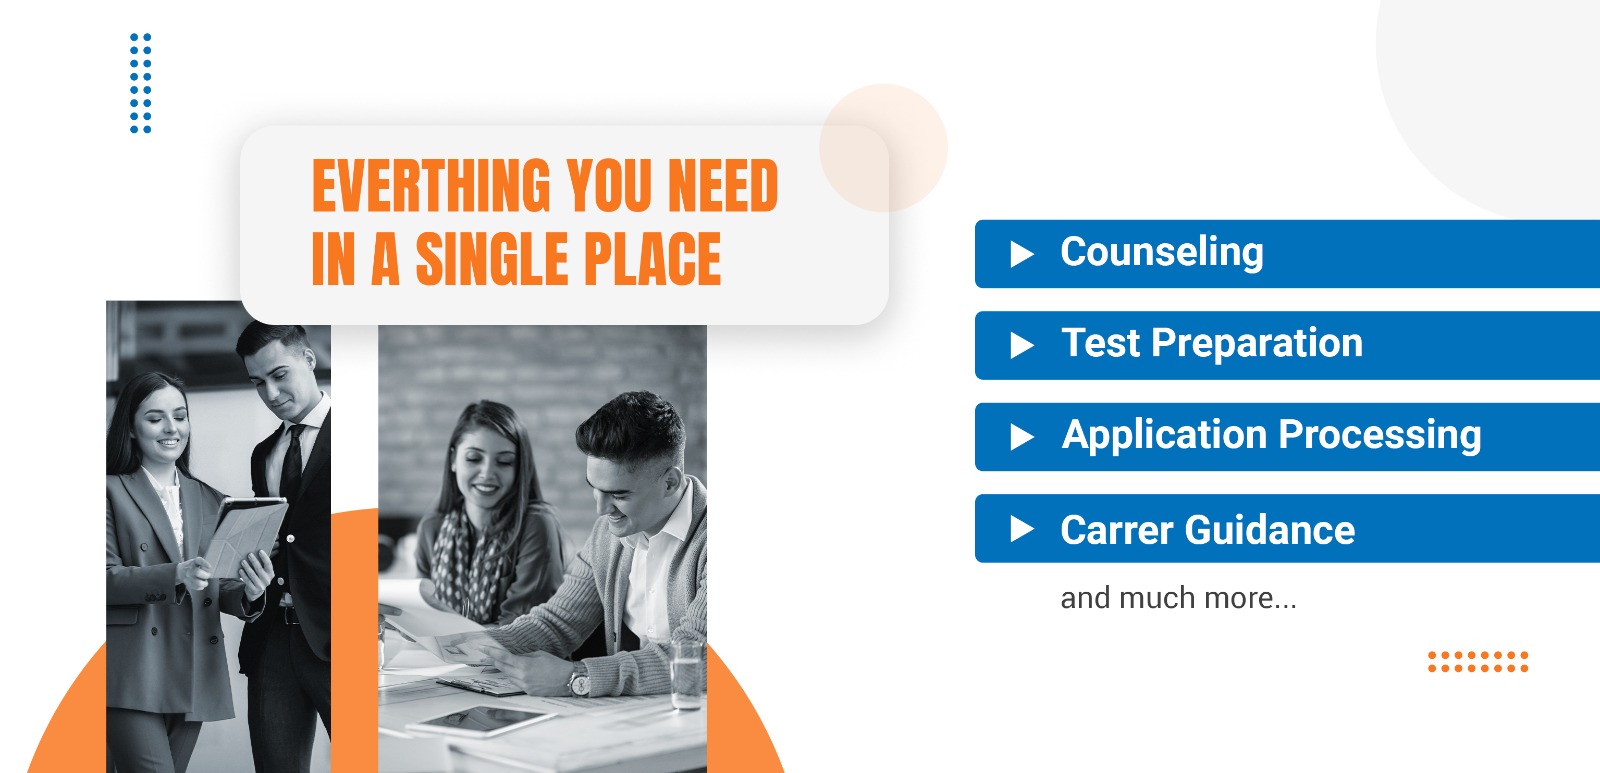 EVERTHING YOU NEED
IN A SINGLE PLACE
Counseling
Test Preparation
Application Processing
Carrer Guidance
and much more...